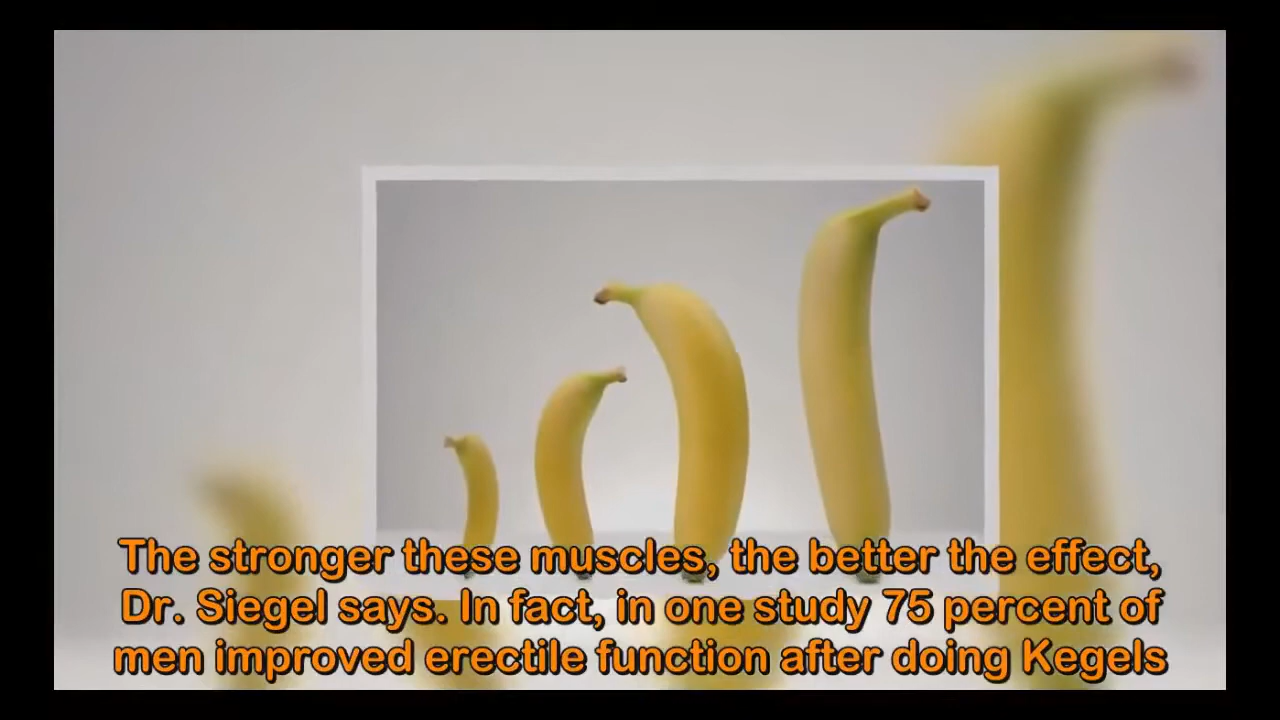 The stronger these muscles, the better the effect,
Dr. Siegel says. In fact, in one study 75 percent of
men improved erectile function after doing Kegels